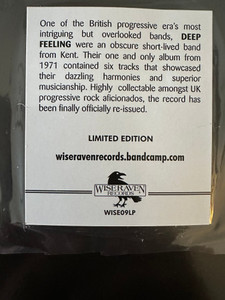 One of the British progressive era's most
intriguing but overlooked bands, DEEP
FEELING were an obscure short-lived band
from Kent. Their one and only album from
1971 contained six tracks that showcased
their dazzling harmonies and superior
musicianship. Highly collectable amongst UK
progressive rock aficionados, the record has
been finally officially re-issued.
LIMITED EDITION
wiseravenrecords.bandcamp.com
WISE RAVEN
RECORDS
WISE09LP